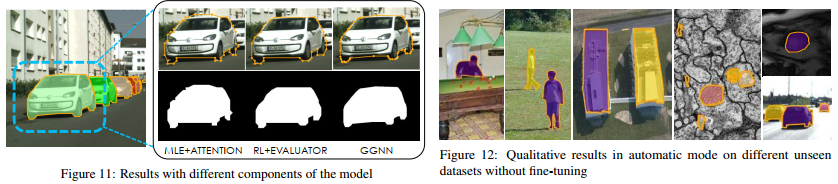 MLE+ATTENTION RL+EVALUATOR GGNN
Figure 11: Results with different components of the model
Figure 12: Qualitative results in automatic mode on different unseen
datasets without fine-tuning